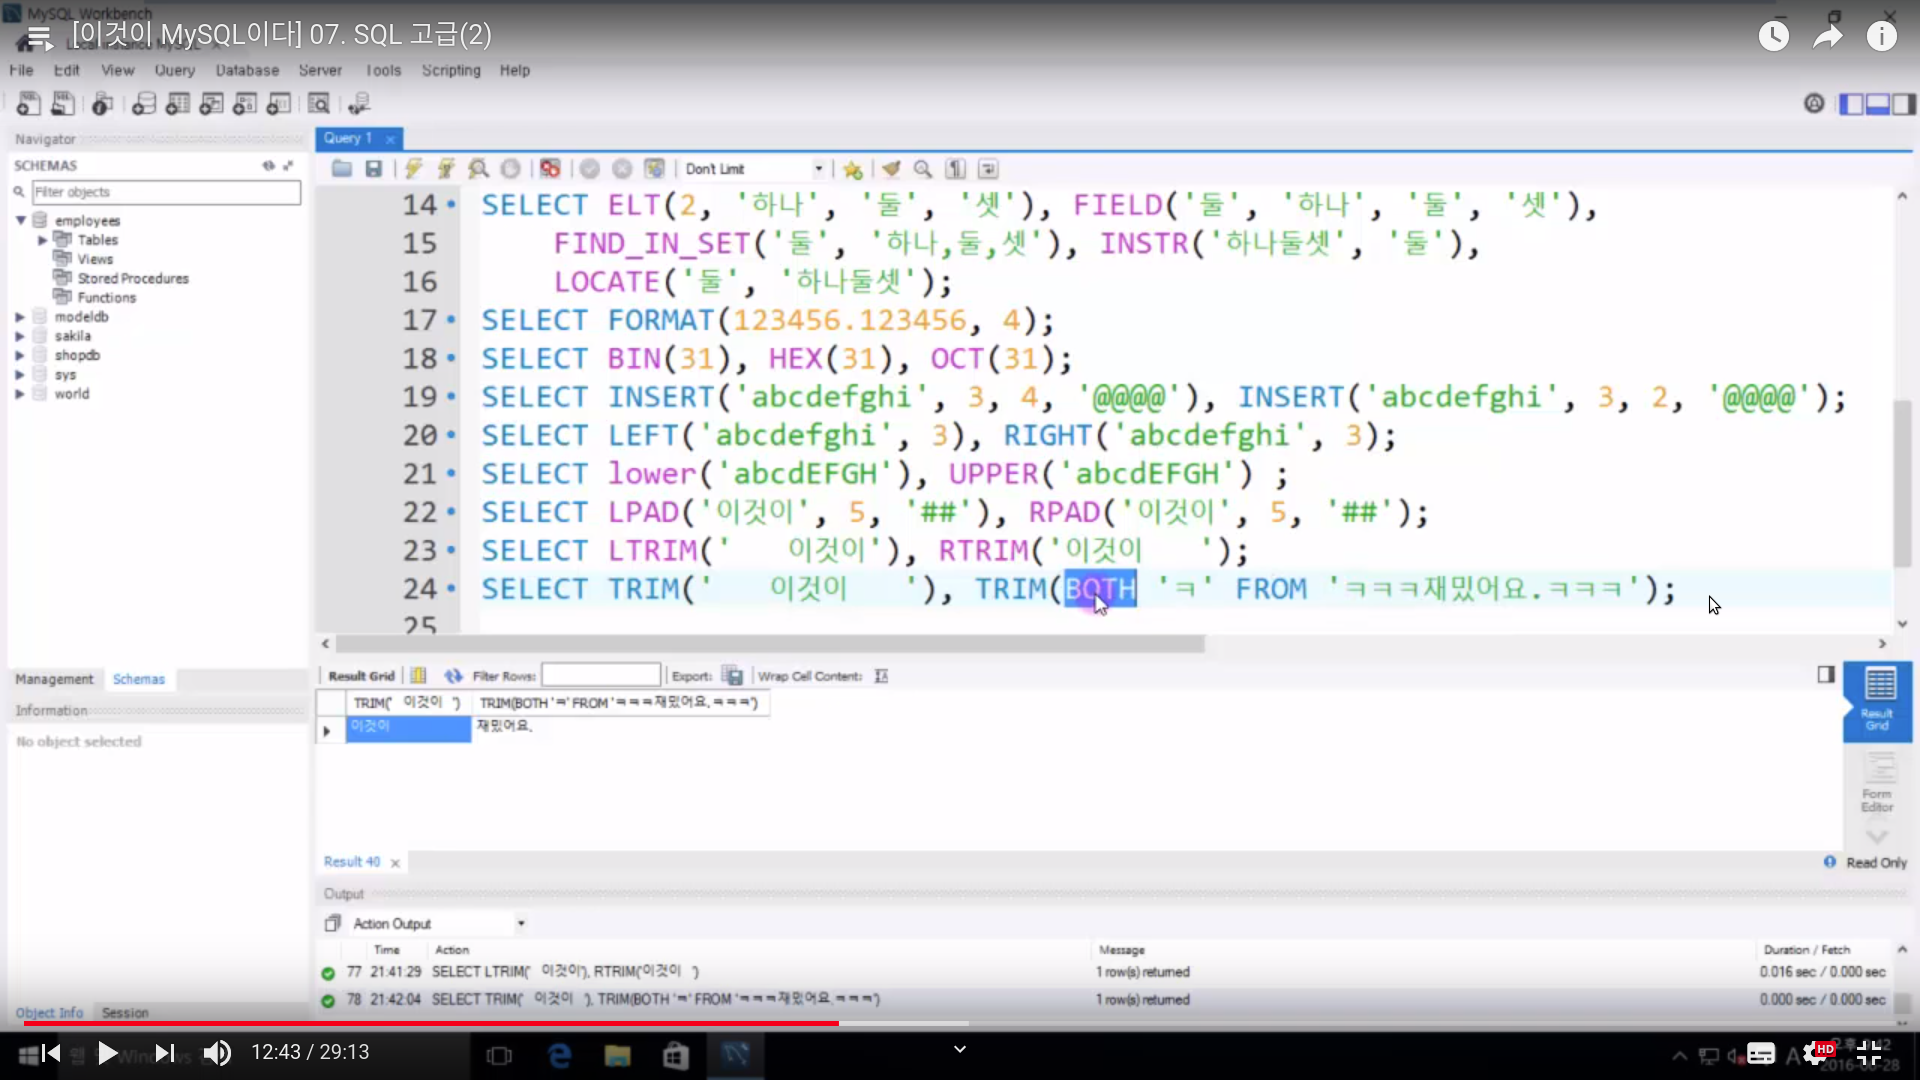 MySQL Workbench
[이것이 MySQL이다] 07. SQL 고급(2)
File Edit View Query Database Server Tools Scripting Help
Navigator
SCHEMAS
Filter objects
employees
Tables
Views
Stored Procedures
Functions
modeldb
sakila
shopdb
sys
world
Management Schemas
Information
No object selected
Object Info Session
Query 1
Don't Limit
14 SELECT ELT(2, '하나', '둘', '셋'), FIELD('둘', '하나', '둘', '셋'),
15 FIND_IN_SET('둘', '하나,둘,셋'), INSTR('하나둘셋', '둘'),
16 LOCATE('둘', '하나둘셋');
17 SELECT FORMAT(123456.123456, 4);
18 SELECT BIN(31), HEX(31), OCT(31);
19 SELECT INSERT('abcdefghi', 3, 4, '@@@@'), INSERT('abcdefghi', 3, 2, '@@@@');
20 SELECT LEFT('abcdefghi', 3), RIGHT('abcdefghi', 3);
21 SELECT lower('abcdEFGH'), UPPER('abcdEFGH') ;
22 SELECT LPAD('이것이', 5, '##'), RPAD('이것이', 5, '##');
23 SELECT LTRIM('   이것이'), RTRIM('이것이   ');
24 SELECT TRIM('   이것이   '), TRIM(BOTH 'ㅋ' FROM 'ㅋㅋㅋ재밌어요.ㅋㅋㅋ');
25
Result Grid Filter Rows: Export: Wrap Cell Content:
TRIM('   이것이   ') TRIM(BOTH 'ㅋ' FROM 'ㅋㅋㅋ재밌어요.ㅋㅋㅋ')
이것이 재밌어요.
Result Grid
Form Editor
Result 40
Read Only
Output
Action Output
Time Action Message Duration / Fetch
77 21:41:29 SELECT LTRIM('   이것이'), RTRIM('이것이   ') 1 row(s) returned 0.016 sec / 0.000 sec
78 21:42:04 SELECT TRIM('   이것이   '), TRIM(BOTH 'ㅋ' FROM 'ㅋㅋㅋ재밌어요.ㅋㅋㅋ') 1 row(s) returned 0.000 sec / 0.000 sec
12:43 / 29:13
HD